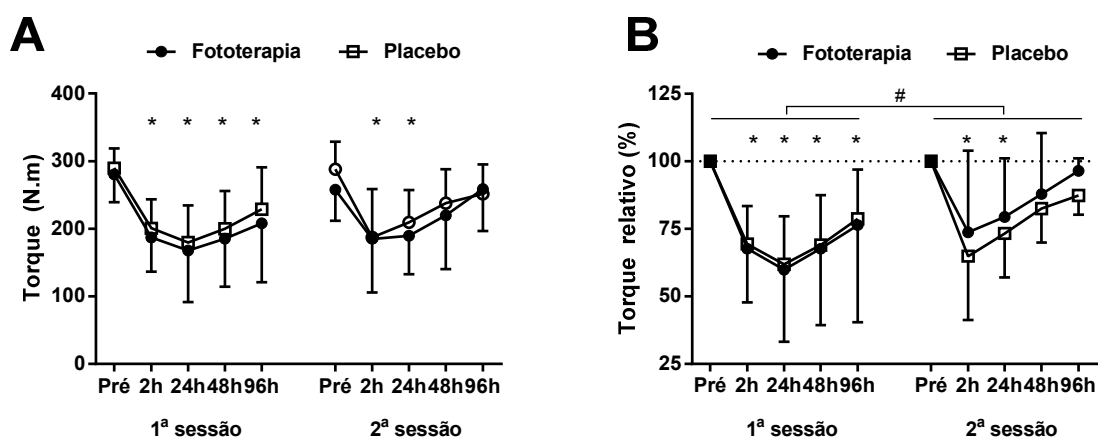 A
Fototerapia Placebo
Torque (N.m)
400
300
200
100
0
* * * * * *
Pré 2h 24h 48h 96h Pré 2h 24h 48h 96h
1ª sessão 2ª sessão
B
Fototerapia Placebo
Torque relativo (%)
125
100
75
50
25
#
* * * * * *
Pré 2h 24h 48h 96h Pré 2h 24h 48h 96h
1ª sessão 2ª sessão